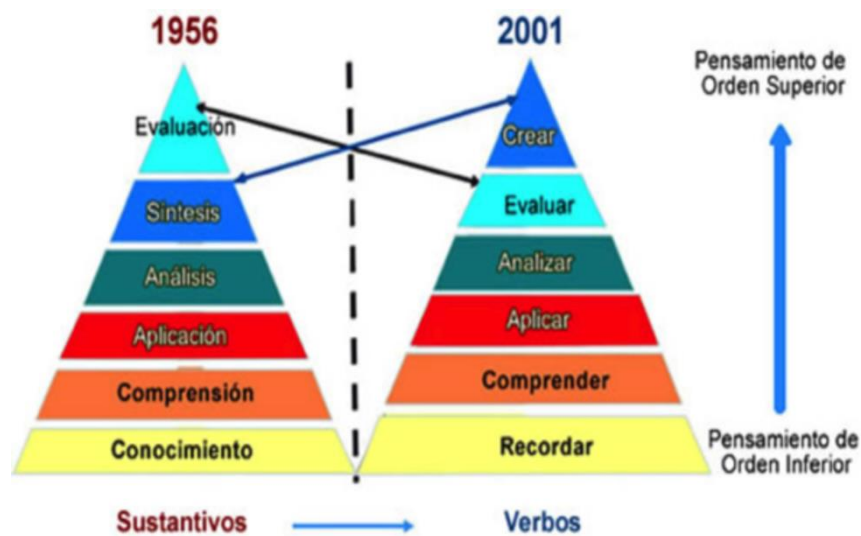 1956
2001
Pensamiento de
Orden Superior
Evaluación
Crear
Síntesis
Evaluar
Análisis
Analizar
Aplicación
Aplicar
Comprensión
Comprender
Conocimiento
Recordar
Pensamiento de
Orden Inferior
Sustantivos
Verbos